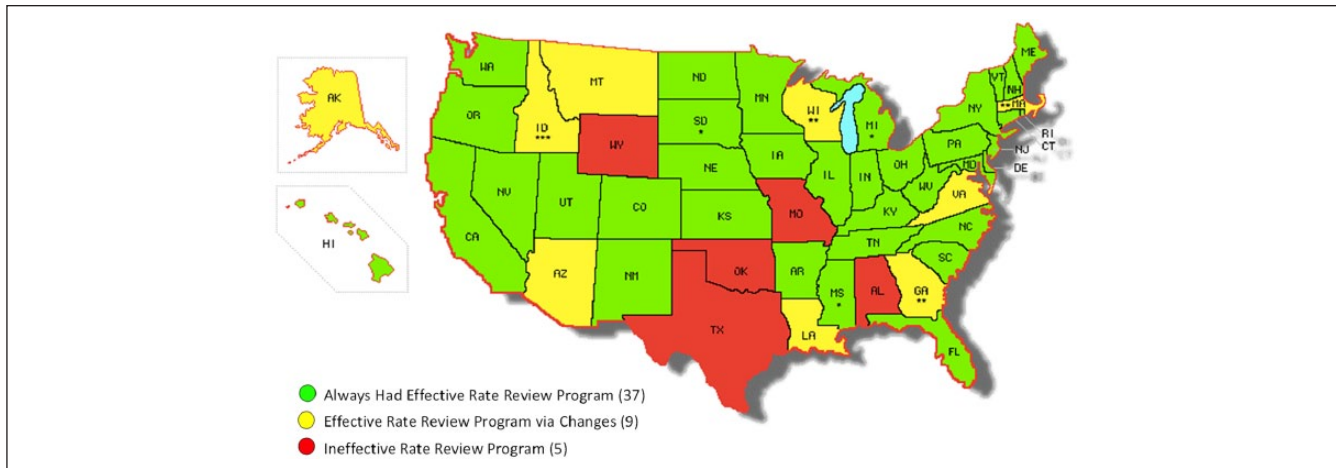 ME
WA
MT
ND
MN
VT
NH
AK
OR
ID
***
SD
*
WI
**
MI
*
NY
** MA
RI
CT
WY
IA
PA
NJ
NE
IL
IN
OH
MD
DE
NV
UT
CO
WV
VA
CA
KS
MO
KY
HI
NC
TN
AZ
NM
OK
AR
SC
MS
*
AL
GA
**
TX
LA
FL
Always Had Effective Rate Review Program (37)
Effective Rate Review Program via Changes (9)
Ineffective Rate Review Program (5)